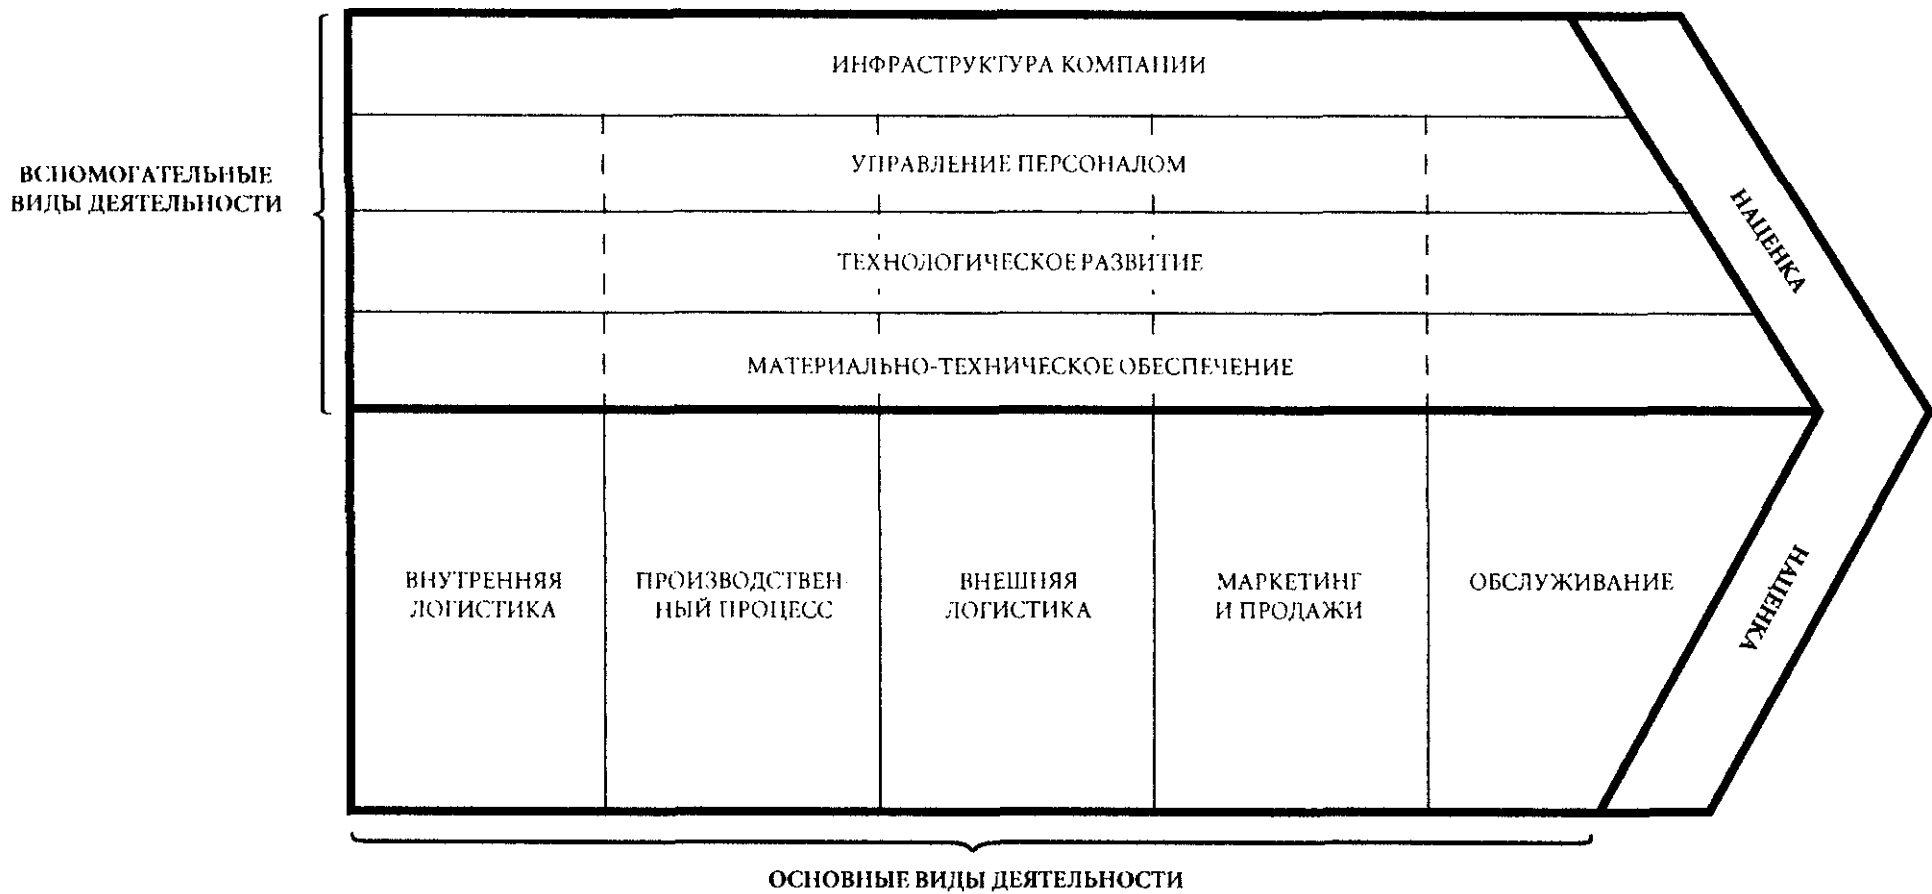 ИНФРАСТРУКТУРА КОМПАНИИ
УПРАВЛЕНИЕ ПЕРСОНАЛОМ
ВСПОМОГАТЕЛЬНЫЕ
ВИДЫ ДЕЯТЕЛЬНОСТИ
ТЕХНОЛОГИЧЕСКОЕ РАЗВИТИЕ
МАТЕРИАЛЬНО-ТЕХНИЧЕСКОЕ ОБЕСПЕЧЕНИЕ
НАЦЕНКА
ВНУТРЕННЯЯ
ЛОГИСТИКА
ПРОИЗВОДСТВЕН-
НЫЙ ПРОЦЕСС
ВНЕШНЯЯ
ЛОГИСТИКА
МАРКЕТИНГ
И ПРОДАЖИ
ОБСЛУЖИВАНИЕ
НАЦЕНКА
ОСНОВНЫЕ ВИДЫ ДЕЯТЕЛЬНОСТИ